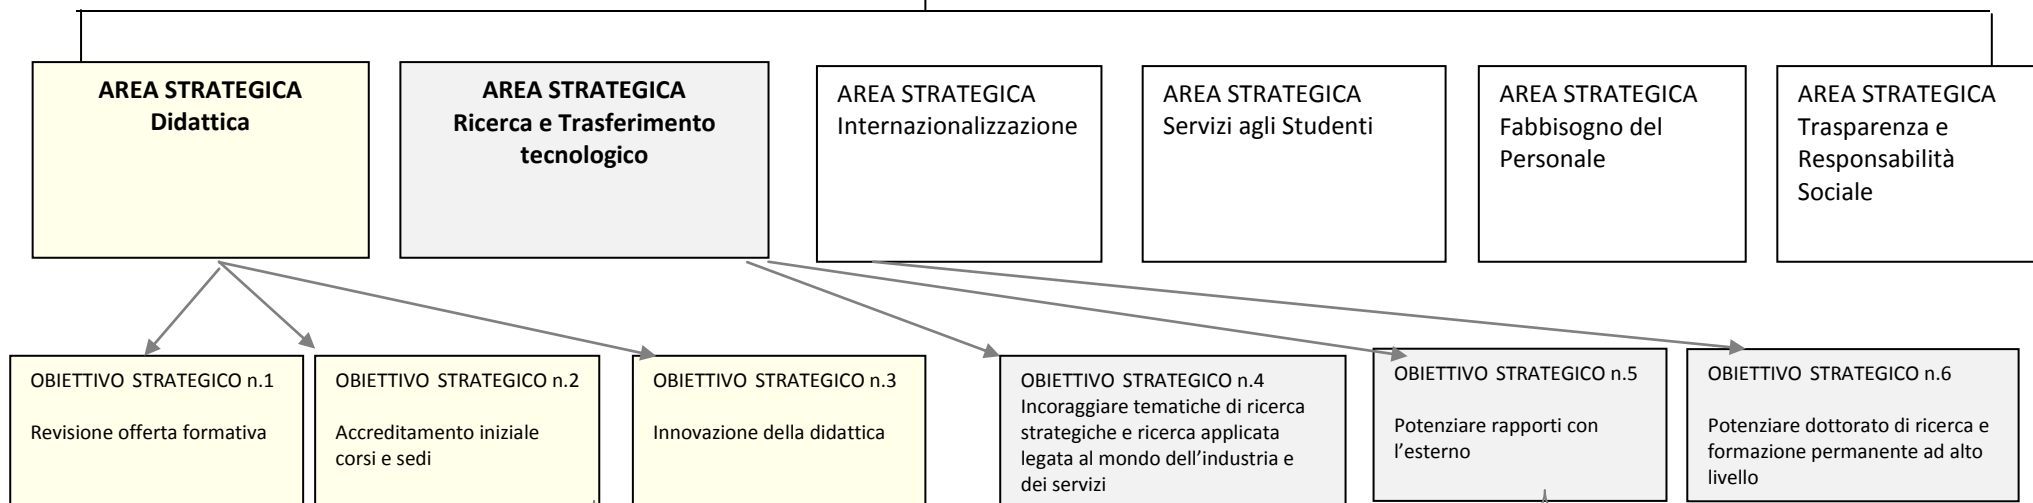 AREA STRATEGICA
Didattica
AREA STRATEGICA
Ricerca e Trasferimento
tecnologico
AREA STRATEGICA
Internazionalizzazione
AREA STRATEGICA
Servizi agli Studenti
AREA STRATEGICA
Fabbisogno del
Personale
AREA STRATEGICA
Trasparenza e
Responsabilità
Sociale
OBIETTIVO STRATEGICO n.1
Revisione offerta formativa
OBIETTIVO STRATEGICO n.2
Accreditamento iniziale
corsi e sedi
OBIETTIVO STRATEGICO n.3
Innovazione della didattica
OBIETTIVO STRATEGICO n.4
Incoraggiare tematiche di ricerca
strategiche e ricerca applicata
legata al mondo dell’industria e
dei servizi
OBIETTIVO STRATEGICO n.5
Potenziare rapporti con
l’esterno
OBIETTIVO STRATEGICO n.6
Potenziare dottorato di ricerca e
formazione permanente ad alto
livello